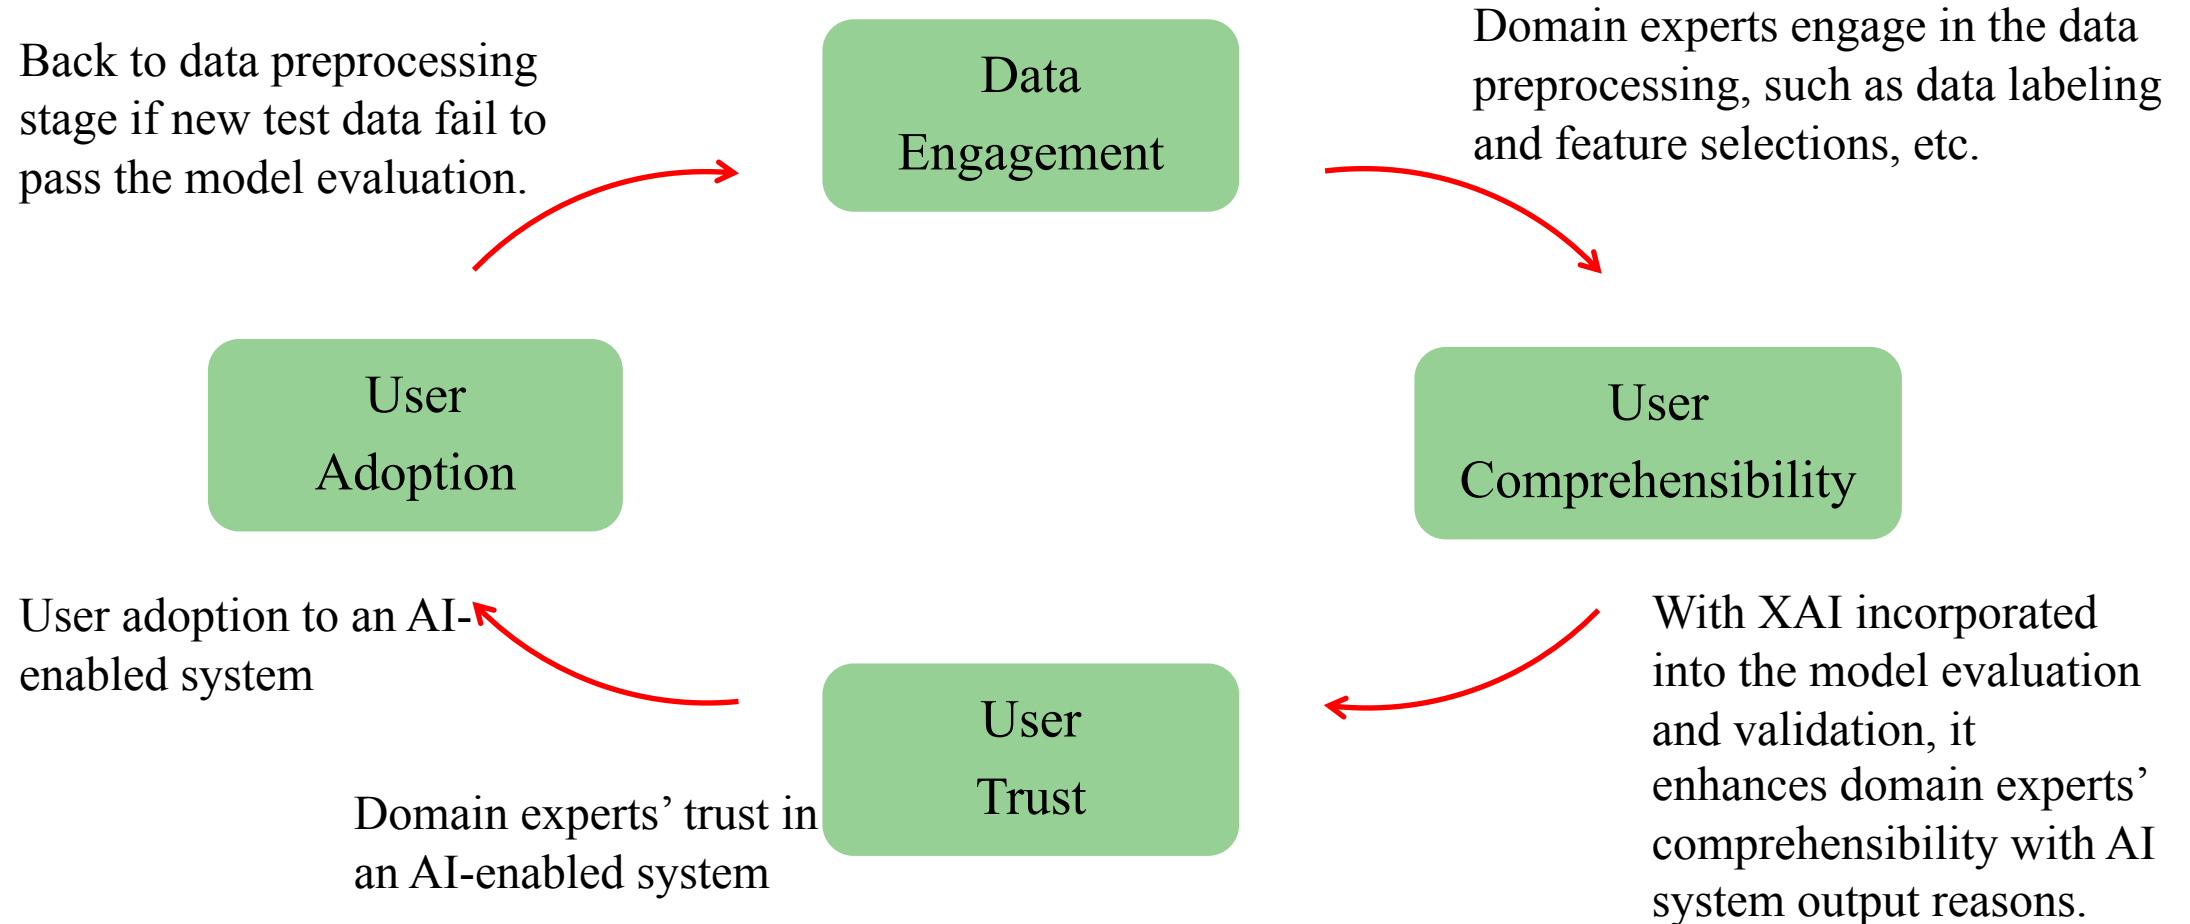 Back to data preprocessing
stage if new test data fail to
pass the model evaluation.
Data
Engagement
Domain experts engage in the data
preprocessing, such as data labeling
and feature selections, etc.
User
Adoption
User
Comprehensibility
User adoption to an AI-
enabled system
With XAI incorporated
into the model evaluation
and validation, it
enhances domain experts’
comprehensibility with AI
system output reasons.
User
Trust
Domain experts’ trust in
an AI-enabled system